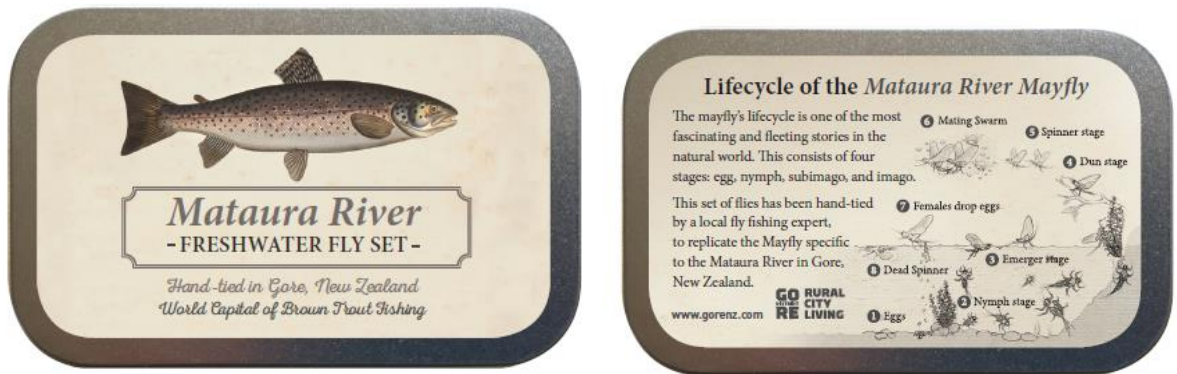 Mataura River
-FRESHWATER FLY SET-
Hand-tied in Gore, New Zealand
World Capital of Brown Trout Fishing
Lifecycle of the Mataura River Mayfly
The mayfly's lifecycle is one of the most
fascinating and fleeting stories in the
natural world. This consists of four
stages: egg, nymph, subimago, and imago.
This set of flies has been hand-tied
by a local fly fishing expert,
to replicate the Mayfly specific
to the Mataura River in Gore,
New Zealand.
www.gorenz.com
GO
RE
RURAL
CITY
LIVING
6 Mating Swarm
5 Spinner stage
4 Dun stage
7 Females drop eggs
3 Emerger stage
8 Dead Spinner
2 Nymph stage
1 Eggs